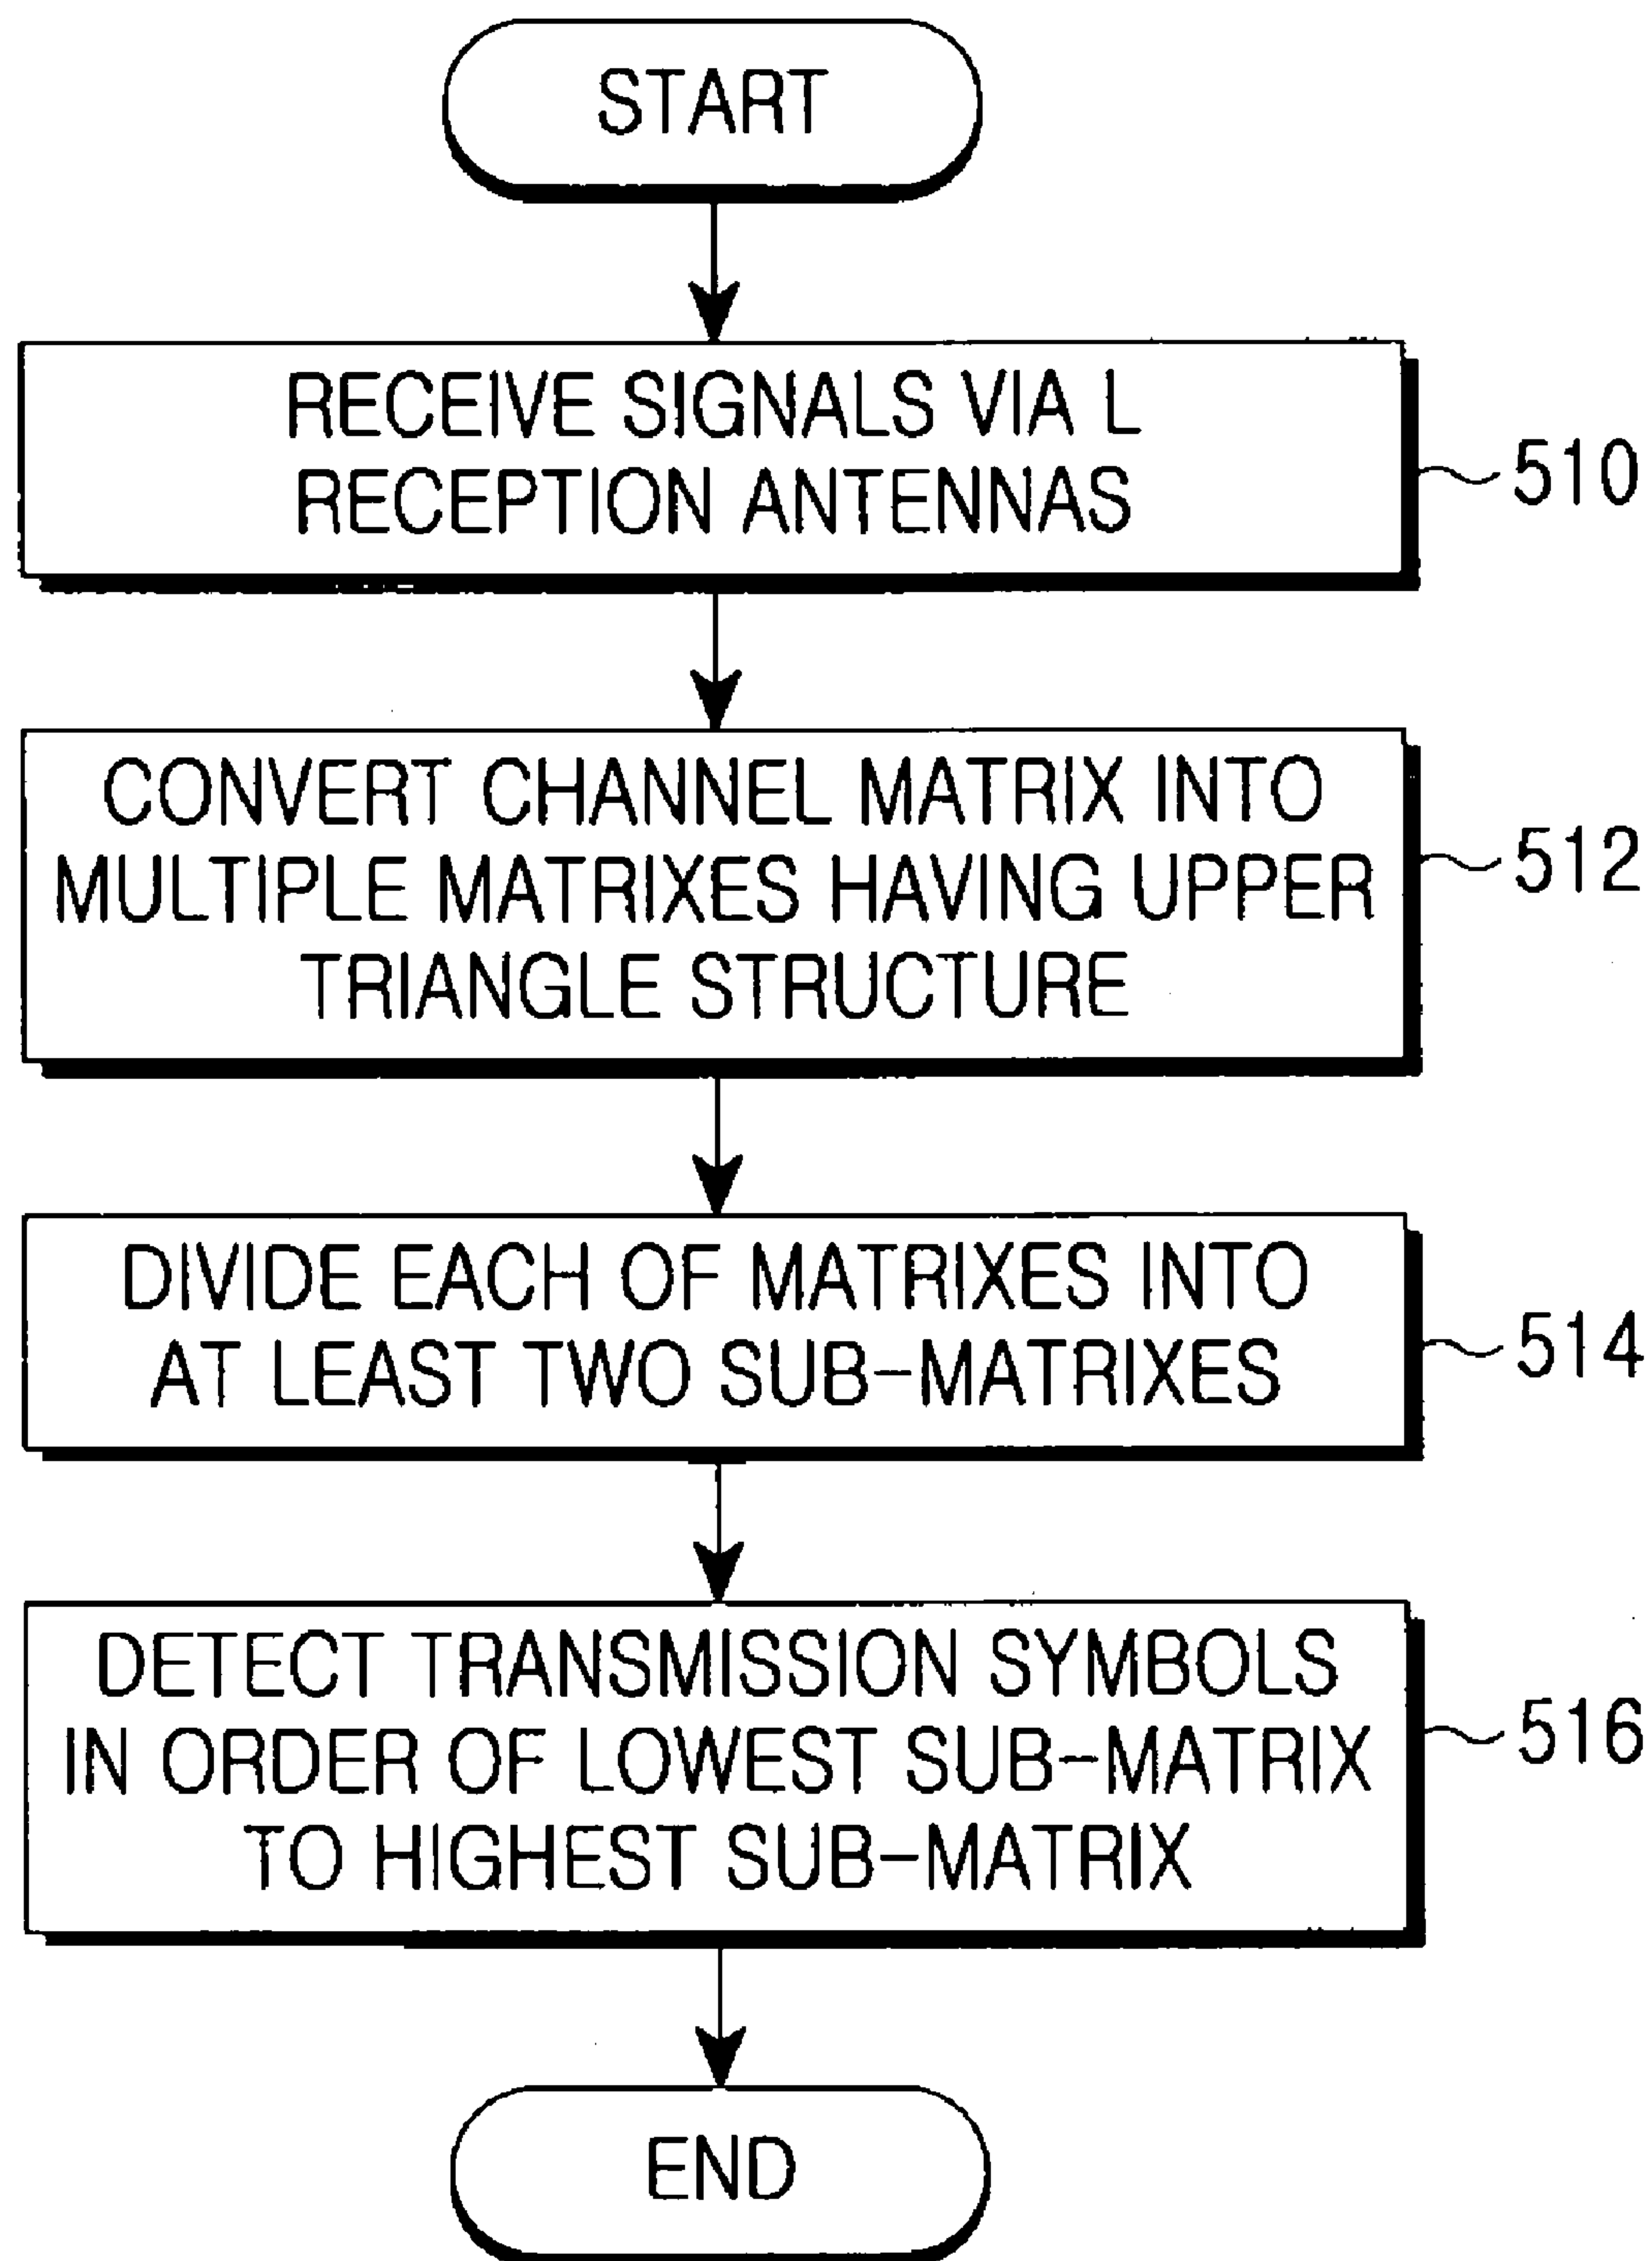 START
RECEIVE SIGNALS VIA L
RECEPTION ANTENNAS
510
CONVERT CHANNEL MATRIX INTO
MULTIPLE MATRIXES HAVING UPPER
TRIANGLE STRUCTURE
512
DIVIDE EACH OF MATRIXES INTO
AT LEAST TWO SUB-MATRIXES
514
DETECT TRANSMISSION SYMBOLS
IN ORDER OF LOWEST SUB-MATRIX
TO HIGHEST SUB-MATRIX
516
END